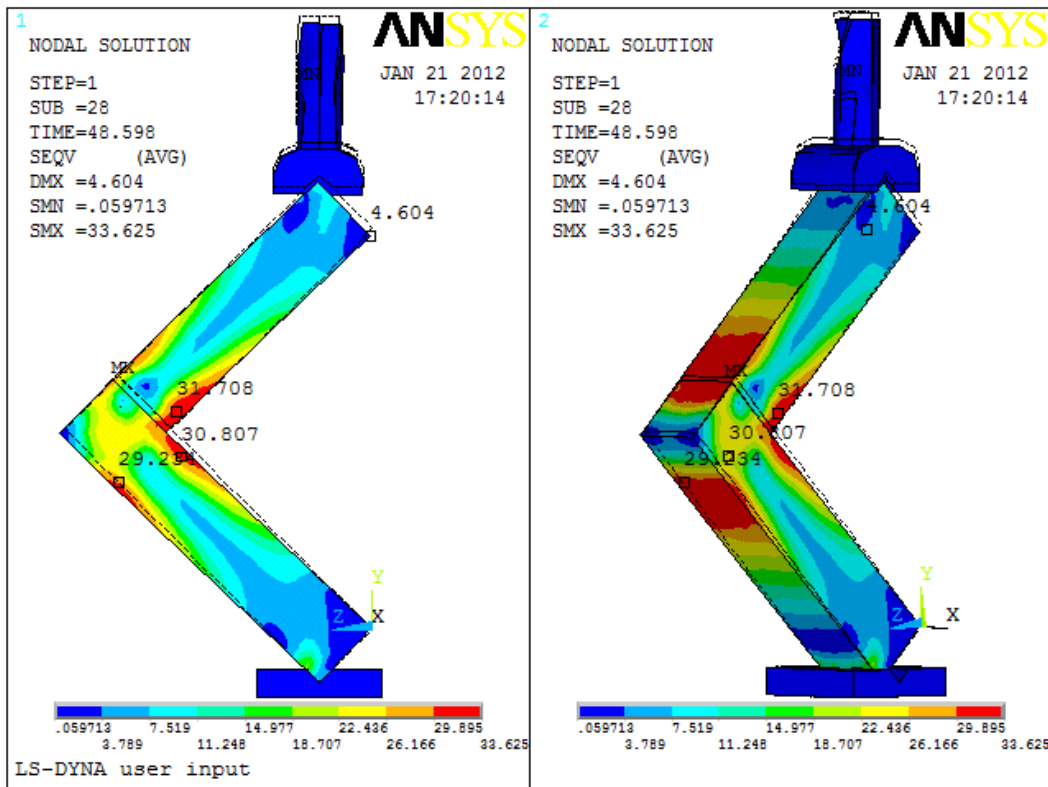 1
ANSYS
NODAL SOLUTION
JAN 21 2012
17:20:14
STEP=1
SUB =28
TIME=48.598
SEQV (AVG)
DMX =4.604
SMN =.059713
SMX =33.625
MN
4.604
MX
31.708
30.807
29.234
Y
Z X
.059713 7.519 14.977 22.436 29.895
3.789 11.248 18.707 26.166 33.625
LS-DYNA user input
2
ANSYS
NODAL SOLUTION
JAN 21 2012
17:20:14
STEP=1
SUB =28
TIME=48.598
SEQV (AVG)
DMX =4.604
SMN =.059713
SMX =33.625
MN
4.604
MX
31.708
30.807
29.234
Y
Z X
.059713 7.519 14.977 22.436 29.895
3.789 11.248 18.707 26.166 33.625